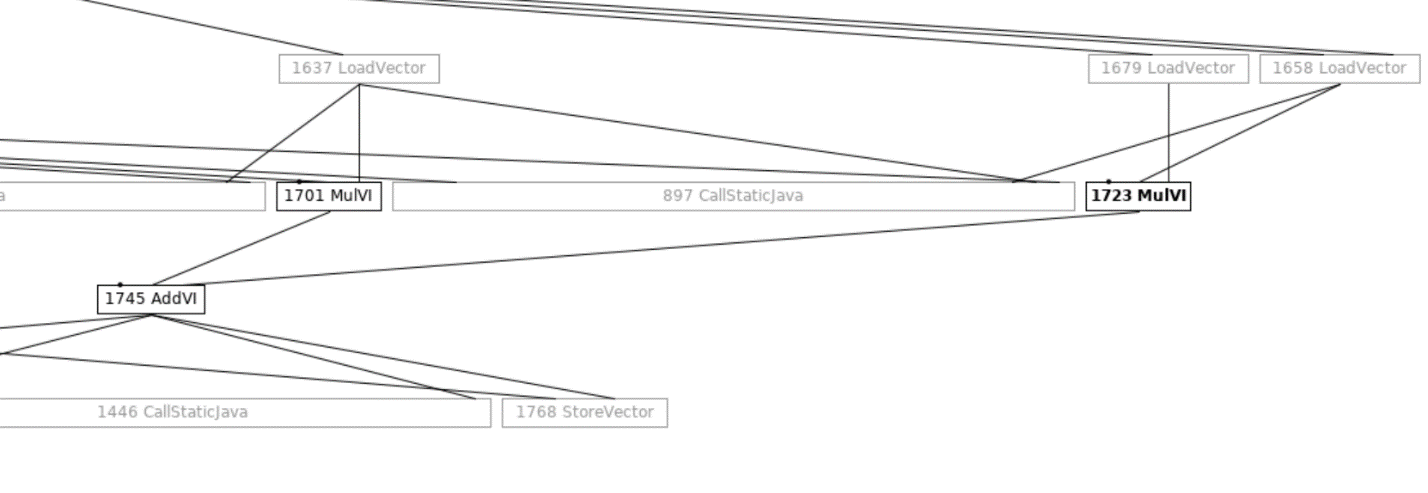 1637 LoadVector
1679 LoadVector
1658 LoadVector
a
1701 MulVI
897 CallStaticJava
1723 MulVI
1745 AddVI
1446 CallStaticJava
1768 StoreVector